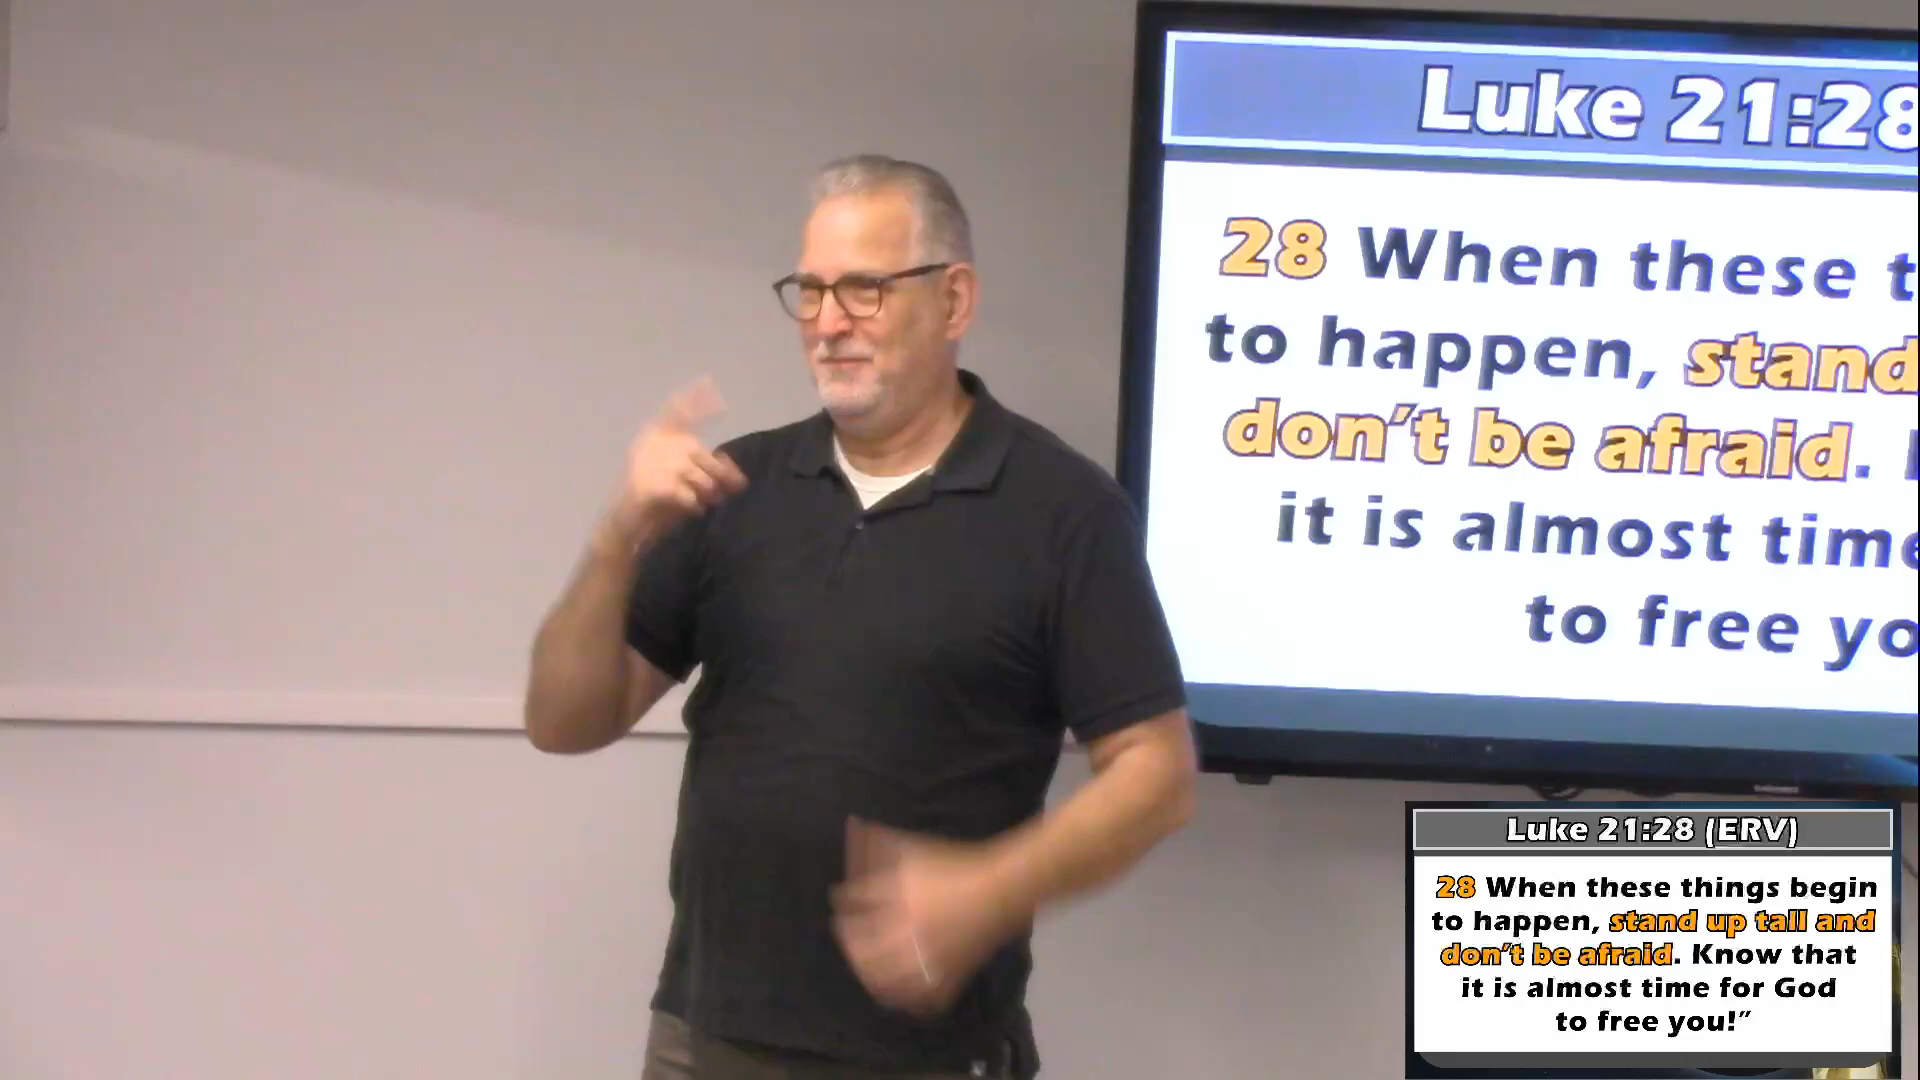 Luke 21:28
28 When these t
to happen, stand
don't be afraid.
it is almost time
to free yo
Luke 21:28 (ERV)
28 When these things begin
to happen, stand up tall and
don't be afraid. Know that
it is almost time for God
to free you!”